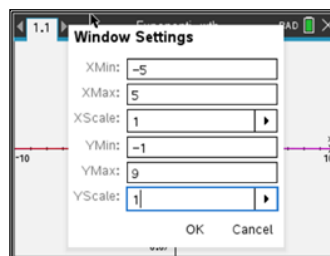 1.1 RAD
Window Settings
XMin: -5
XMax: 5
XScale: 1
YMin: -1
YMax: 9
YScale: 1
-10
OK Cancel